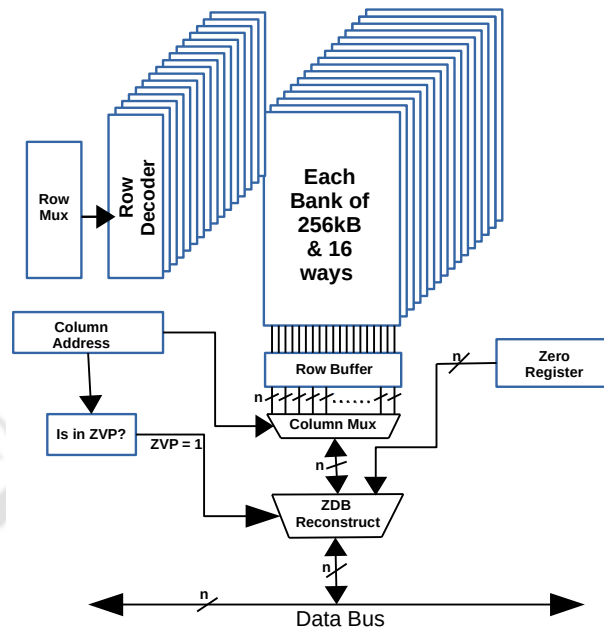 Row
Mux
Row
Decoder
Each
Bank of
256kB
& 16
ways
Column
Address
Row Buffer
Zero
Register
n
n
......
Column Mux
Is in ZVP?
ZVP = 1
n
ZDB
Reconstruct
n
n
Data Bus